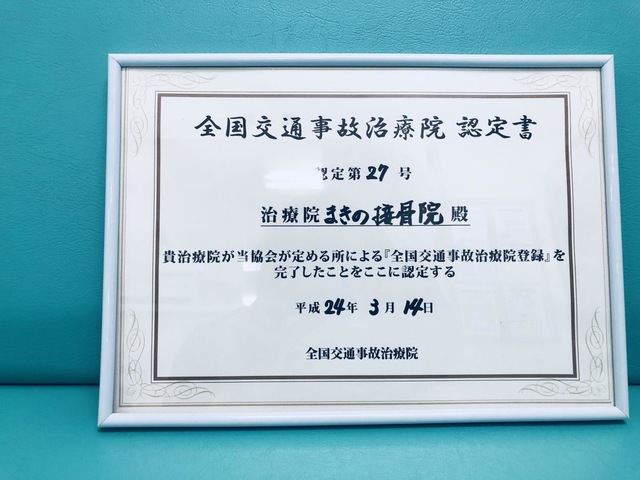 全国交通事故治療院 認定書
認定第27号
治療院 まきの接骨院 殿
貴治療院が当協会が定める所による『全国交通事故治療院登録』を
完了したことをここに認定する
平成24年3月14日
全国交通事故治療院